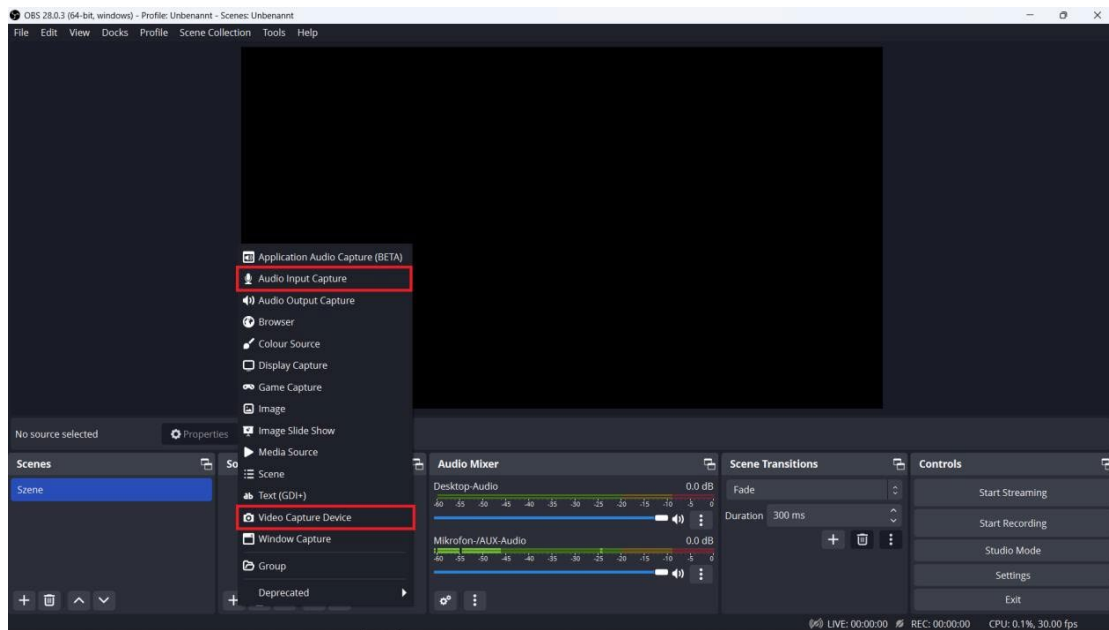 OBS 28.0.3 (64-bit, windows) - Profile: Unbenannt - Scenes: Unbenannt
File Edit View Docks Profile Scene Collection Tools Help
Application Audio Capture (BETA)
Audio Input Capture
Audio Output Capture
Browser
Colour Source
Display Capture
Game Capture
Image
Image Slide Show
Media Source
Scene
ab Text (GDI+)
Video Capture Device
Window Capture
Group
Deprecated
No source selected
Properties
Scenes
Szene
So
Audio Mixer
Desktop-Audio 0.0 dB
-60 -55 -50 -45 -40 -35 -30 -25 -20 -15 -10 -5 0
Mikrofon-/AUX-Audio 0.0 dB
-60 -55 -50 -45 -40 -35 -30 -25 -20 -15 -10 -5 0
Scene Transitions
Fade
Duration 300 ms
Controls
Start Streaming
Start Recording
Studio Mode
Settings
Exit
LIVE: 00:00:00 REC: 00:00:00 CPU: 0.1%, 30.00 fps